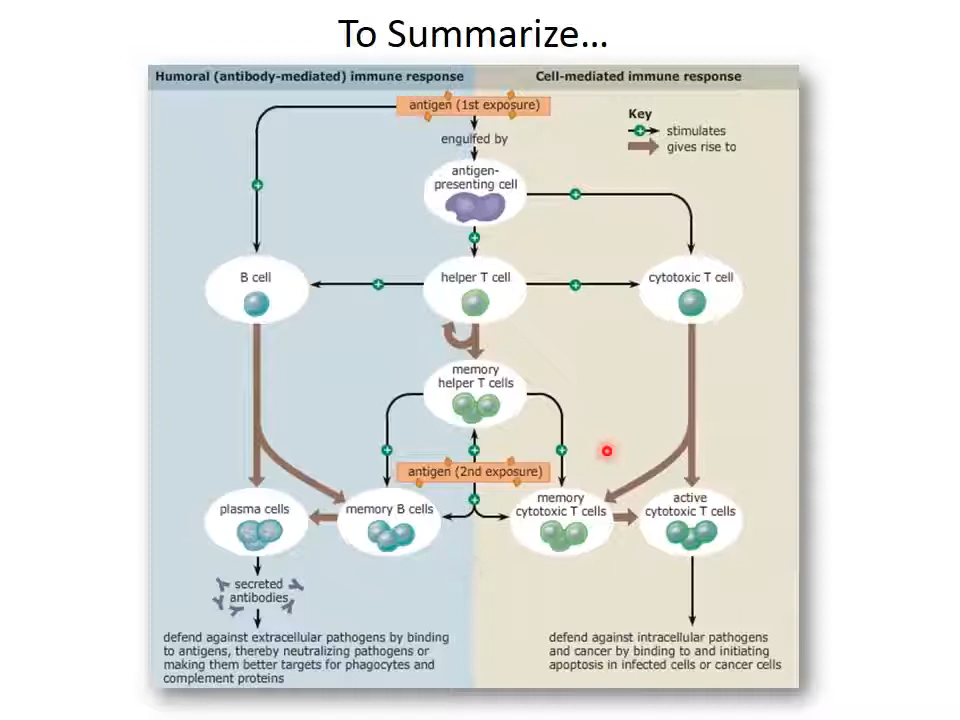 To Summarize...
Humoral (antibody-mediated) immune response
Cell-mediated immune response
antigen (1st exposure)
engulfed by
Key
stimulates
gives rise to
antigen-
presenting cell
B cell
helper T cell
cytotoxic T cell
memory
helper T cells
antigen (2nd exposure)
plasma cells
memory B cells
memory
cytotoxic T cells
active
cytotoxic T cells
secreted
antibodies
defend against extracellular pathogens by binding
to antigens, thereby neutralizing pathogens or
making them better targets for phagocytes and
complement proteins
defend against intracellular pathogens
and cancer by binding to and initiating
apoptosis in infected cells or cancer cells